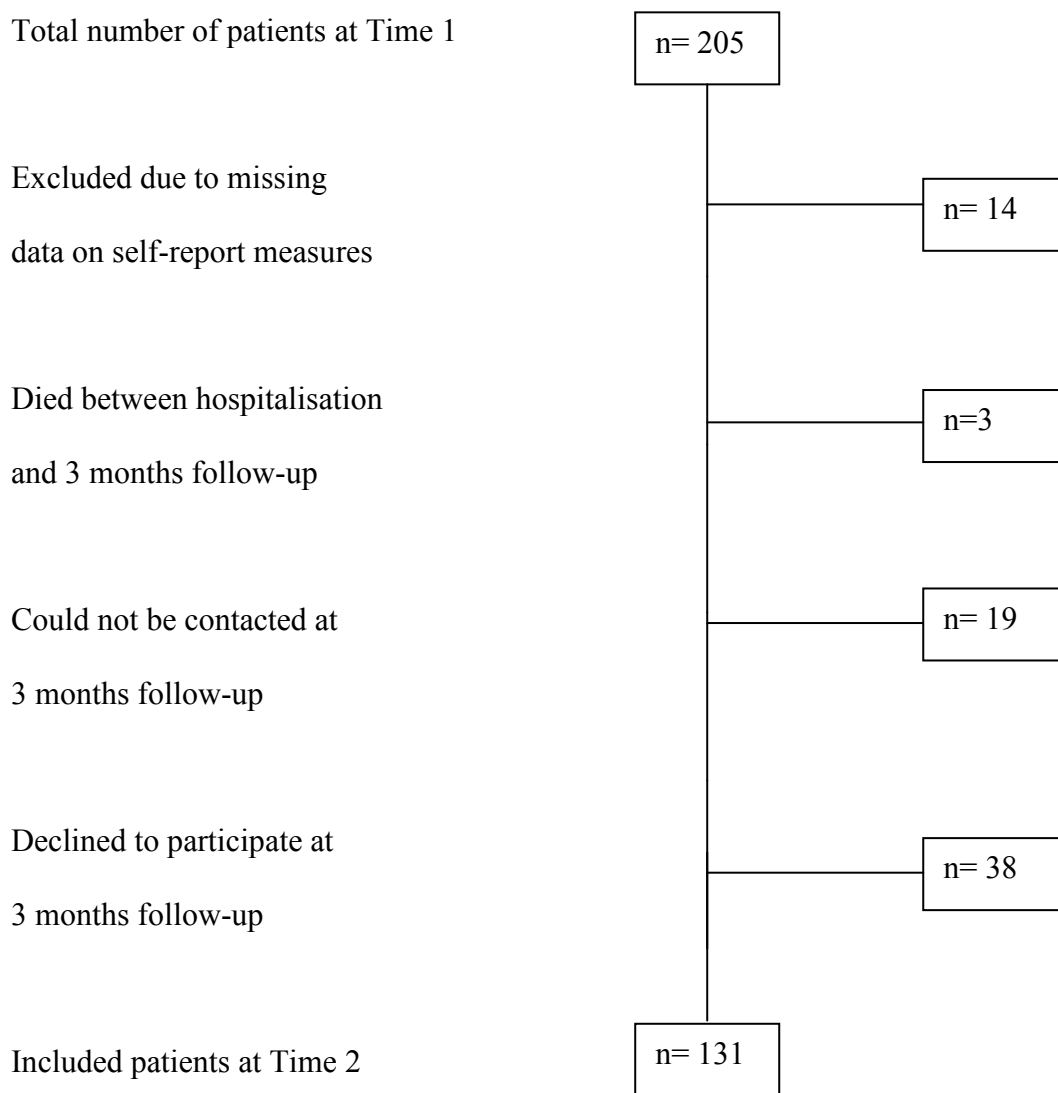 Total number of patients at Time 1
n= 205
Excluded due to missing
n= 14
data on self-report measures
Died between hospitalisation
n=3
and 3 months follow-up
Could not be contacted at
n= 19
3 months follow-up
Declined to participate at
n= 38
3 months follow-up
Included patients at Time 2
n= 131